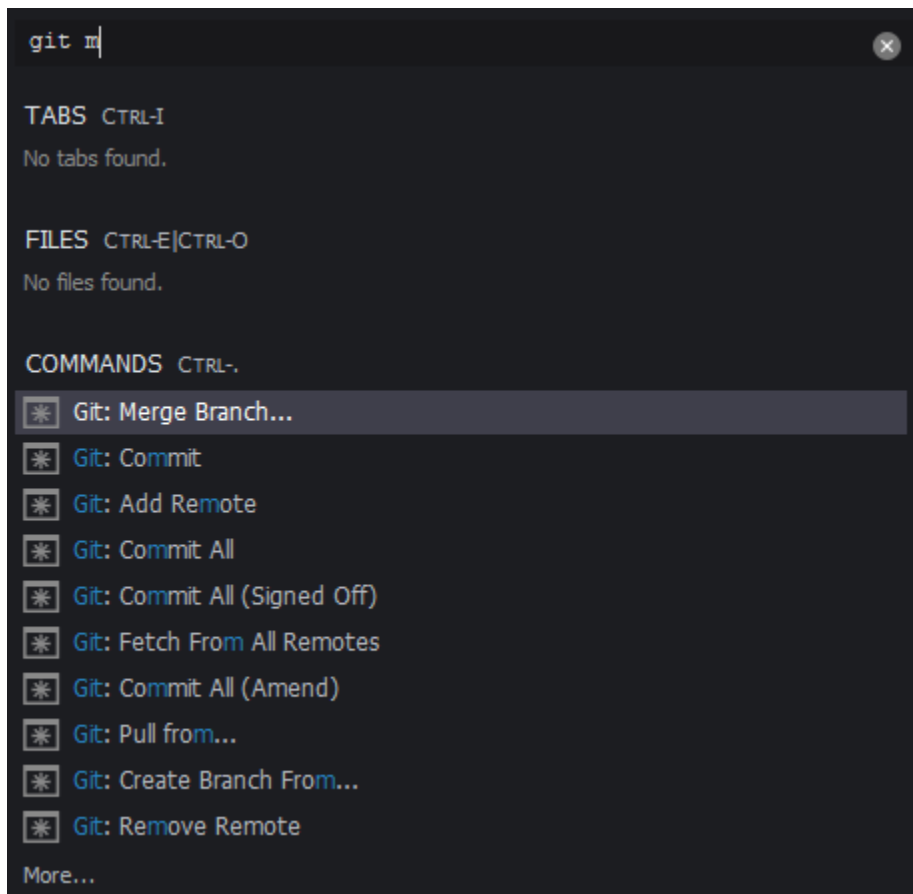 git m
TABS CTRL-I
No tabs found.
FILES CTRL-E|CTRL-O
No files found.
COMMANDS CTRL-.
Git: Merge Branch...
Git: Commit
Git: Add Remote
Git: Commit All
Git: Commit All (Signed Off)
Git: Fetch From All Remotes
Git: Commit All (Amend)
Git: Pull from...
Git: Create Branch From...
Git: Remove Remote
More...